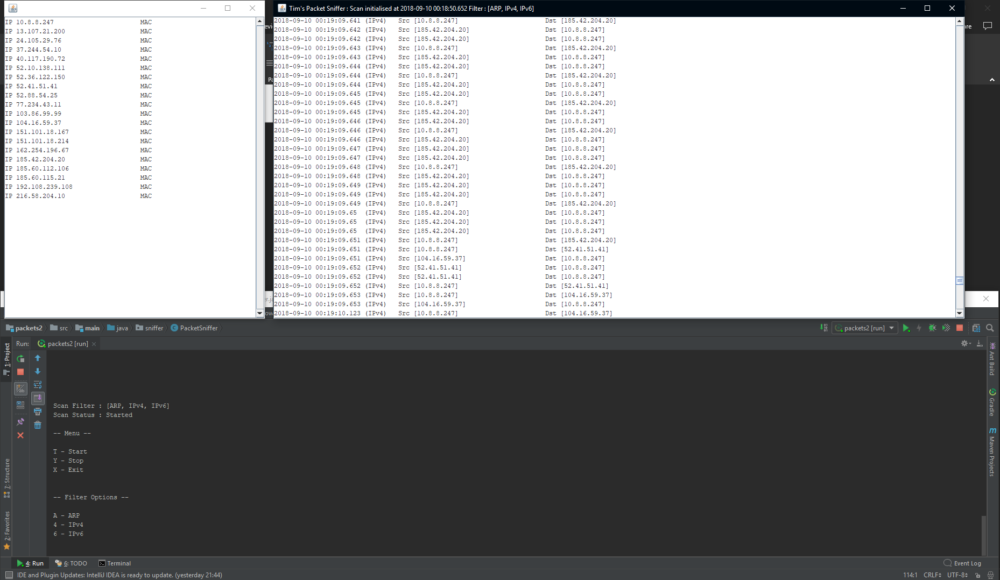 IP 10.8.8.247 MAC
IP 13.107.21.200 MAC
IP 24.105.29.76 MAC
IP 37.244.54.10 MAC
IP 40.117.190.72 MAC
IP 52.10.138.111 MAC
IP 52.36.122.150 MAC
IP 52.41.51.41 MAC
IP 52.88.54.25 MAC
IP 77.234.43.11 MAC
IP 103.86.99.99 MAC
IP 104.16.59.37 MAC
IP 151.101.18.167 MAC
IP 151.101.18.214 MAC
IP 162.254.196.67 MAC
IP 185.42.204.20 MAC
IP 185.60.112.106 MAC
IP 185.60.115.21 MAC
IP 192.108.239.108 MAC
IP 216.58.204.10 MAC
Tim's Packet Sniffer : Scan initialised at 2018-09-10 00:18:50.652 Filter : [ARP, IPv4, IPv6]
2018-09-10 00:19:09.641 (IPv4) Src [10.8.8.247] Dst [185.42.204.20]
2018-09-10 00:19:09.642 (IPv4) Src [185.42.204.20] Dst [10.8.8.247]
2018-09-10 00:19:09.642 (IPv4) Src [185.42.204.20] Dst [10.8.8.247]
2018-09-10 00:19:09.643 (IPv4) Src [10.8.8.247] Dst [185.42.204.20]
2018-09-10 00:19:09.643 (IPv4) Src [185.42.204.20] Dst [10.8.8.247]
2018-09-10 00:19:09.644 (IPv4) Src [185.42.204.20] Dst [10.8.8.247]
2018-09-10 00:19:09.644 (IPv4) Src [10.8.8.247] Dst [185.42.204.20]
2018-09-10 00:19:09.644 (IPv4) Src [185.42.204.20] Dst [10.8.8.247]
2018-09-10 00:19:09.645 (IPv4) Src [185.42.204.20] Dst [10.8.8.247]
2018-09-10 00:19:09.645 (IPv4) Src [10.8.8.247] Dst [185.42.204.20]
2018-09-10 00:19:09.645 (IPv4) Src [185.42.204.20] Dst [10.8.8.247]
2018-09-10 00:19:09.646 (IPv4) Src [185.42.204.20] Dst [10.8.8.247]
2018-09-10 00:19:09.646 (IPv4) Src [10.8.8.247] Dst [185.42.204.20]
2018-09-10 00:19:09.646 (IPv4) Src [185.42.204.20] Dst [10.8.8.247]
2018-09-10 00:19:09.647 (IPv4) Src [185.42.204.20] Dst [10.8.8.247]
2018-09-10 00:19:09.647 (IPv4) Src [185.42.204.20] Dst [10.8.8.247]
2018-09-10 00:19:09.648 (IPv4) Src [10.8.8.247] Dst [185.42.204.20]
2018-09-10 00:19:09.648 (IPv4) Src [185.42.204.20] Dst [10.8.8.247]
2018-09-10 00:19:09.649 (IPv4) Src [185.42.204.20] Dst [10.8.8.247]
2018-09-10 00:19:09.649 (IPv4) Src [185.42.204.20] Dst [10.8.8.247]
2018-09-10 00:19:09.649 (IPv4) Src [10.8.8.247] Dst [185.42.204.20]
2018-09-10 00:19:09.65 (IPv4) Src [185.42.204.20] Dst [10.8.8.247]
2018-09-10 00:19:09.65 (IPv4) Src [185.42.204.20] Dst [10.8.8.247]
2018-09-10 00:19:09.65 (IPv4) Src [185.42.204.20] Dst [10.8.8.247]
2018-09-10 00:19:09.651 (IPv4) Src [10.8.8.247] Dst [185.42.204.20]
2018-09-10 00:19:09.651 (IPv4) Src [10.8.8.247] Dst [52.41.51.41]
2018-09-10 00:19:09.651 (IPv4) Src [104.16.59.37] Dst [10.8.8.247]
2018-09-10 00:19:09.652 (IPv4) Src [52.41.51.41] Dst [10.8.8.247]
2018-09-10 00:19:09.652 (IPv4) Src [52.41.51.41] Dst [10.8.8.247]
2018-09-10 00:19:09.652 (IPv4) Src [10.8.8.247] Dst [52.41.51.41]
2018-09-10 00:19:09.653 (IPv4) Src [10.8.8.247] Dst [104.16.59.37]
2018-09-10 00:19:09.653 (IPv4) Src [104.16.59.37] Dst [10.8.8.247]
2018-09-10 00:19:10.123 (IPv4) Src [10.8.8.247] Dst [104.16.59.37]
packets2 src main java sniffer PacketSniffer packets2 [run]
Run: packets2 [run]
1: Project
7: Structure
2: Favorites
Scan Filter : [ARP, IPv4, IPv6]
Scan Status : Started
-- Menu --
T - Start
Y - Stop
X - Exit
-- Filter Options --
A - ARP
4 - IPv4
6 - IPv6
Ant Build
Gradle
Maven Projects
4: Run 6: TODO Terminal Event Log
IDE and Plugin Updates: IntelliJ IDEA is ready to update. (yesterday 21:44) 114:1 CRLF UTF-8